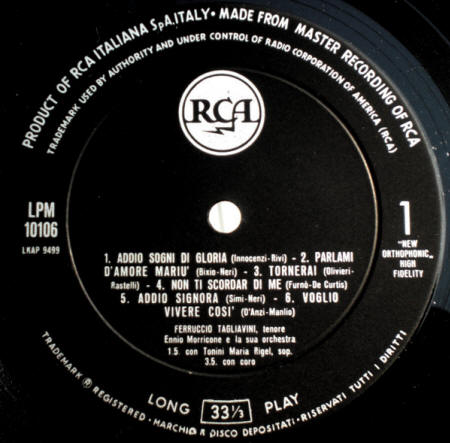 PRODUCT OF RCA ITALIANA SpA. ITALY • MADE FROM MASTER RECORDING OF RCA
TRADEMARK USED BY AUTHORITY AND UNDER CONTROL OF RADIO CORPORATION OF AMERICA (RCA)
RCA
LPM
10106
LKAP 9499
1
"NEW
ORTHOPHONIC"
HIGH
FIDELITY
1. ADDIO SOGNI DI GLORIA (Innocenzi-Rivi) - 2. PARLAMI
D'AMORE MARIU' (Bixio-Neri) - 3. TORNERAI (Olivieri-
Rastelli) - 4. NON TI SCORDAR DI ME (Furnò-De Curtis)
5. ADDIO SIGNORA (Simi-Neri) - 6. VOGLIO
VIVERE COSI' (D'Anzi-Manlio)
FERRUCCIO TAGLIAVINI, tenore
Ennio Morricone e la sua orchestra
1.5. con Tonini Maria Rigel, sop.
3.5. con coro
LONG 33⅓ PLAY
TRADEMARK ® REGISTERED • MARCHI A DISCO DEPOSITATI • RISERVATI TUTTI I DIRITTI